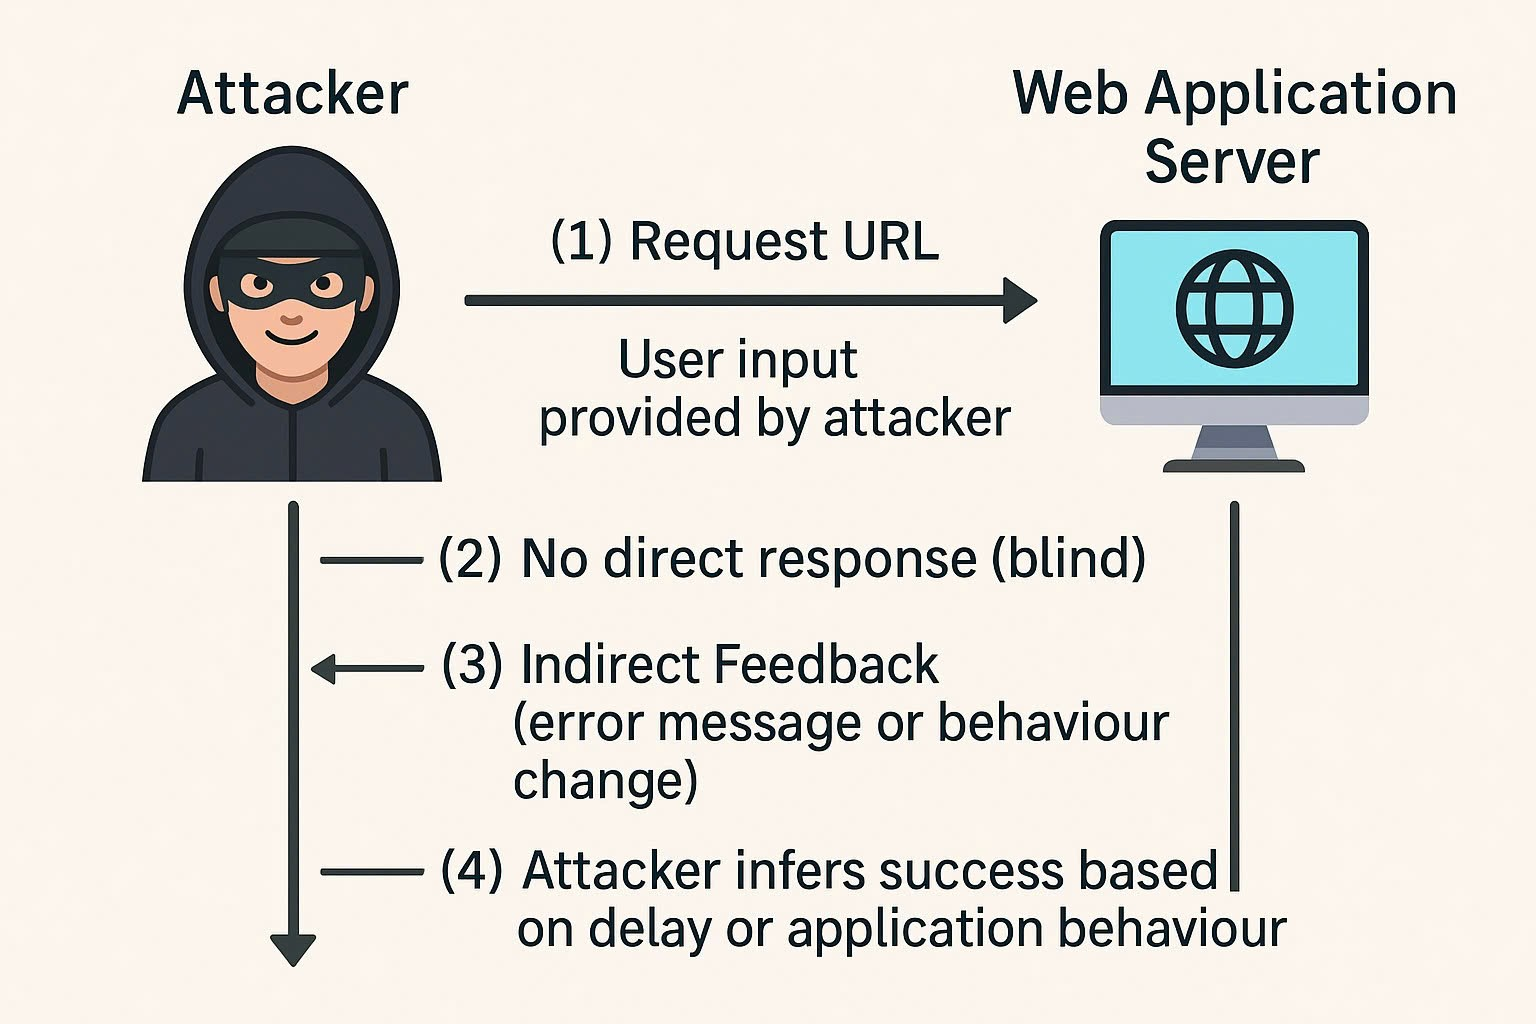 Attacker
Web Application
Server
(1) Request URL
User input
provided by attacker
(2) No direct response (blind)
(3) Indirect Feedback
(error message or behaviour
change)
(4) Attacker infers success based
on delay or application behaviour